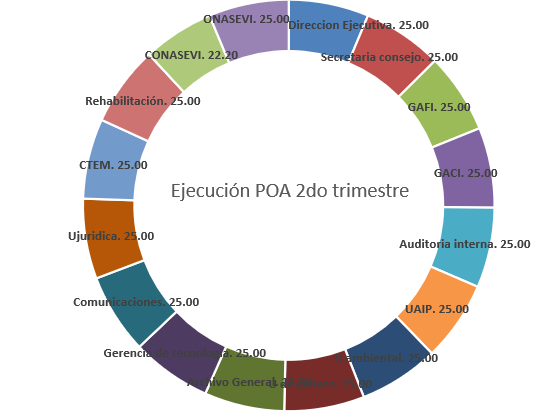 ONASEVI. 25.00
Direccion Ejecutiva. 25.00
CONASEVI. 22.20
Secretaria consejo. 25.00
Rehabilitación. 25.00
GAFI. 25.00
CTEM. 25.00
GACI. 25.00
Ejecución POA 2do trimestre
Ujuridica. 25.00
Auditoria interna. 25.00
Comunicaciones. 25.00
UAIP. 25.00
Gerencia de 25.00
ambiental. 25.00
Archivo General.